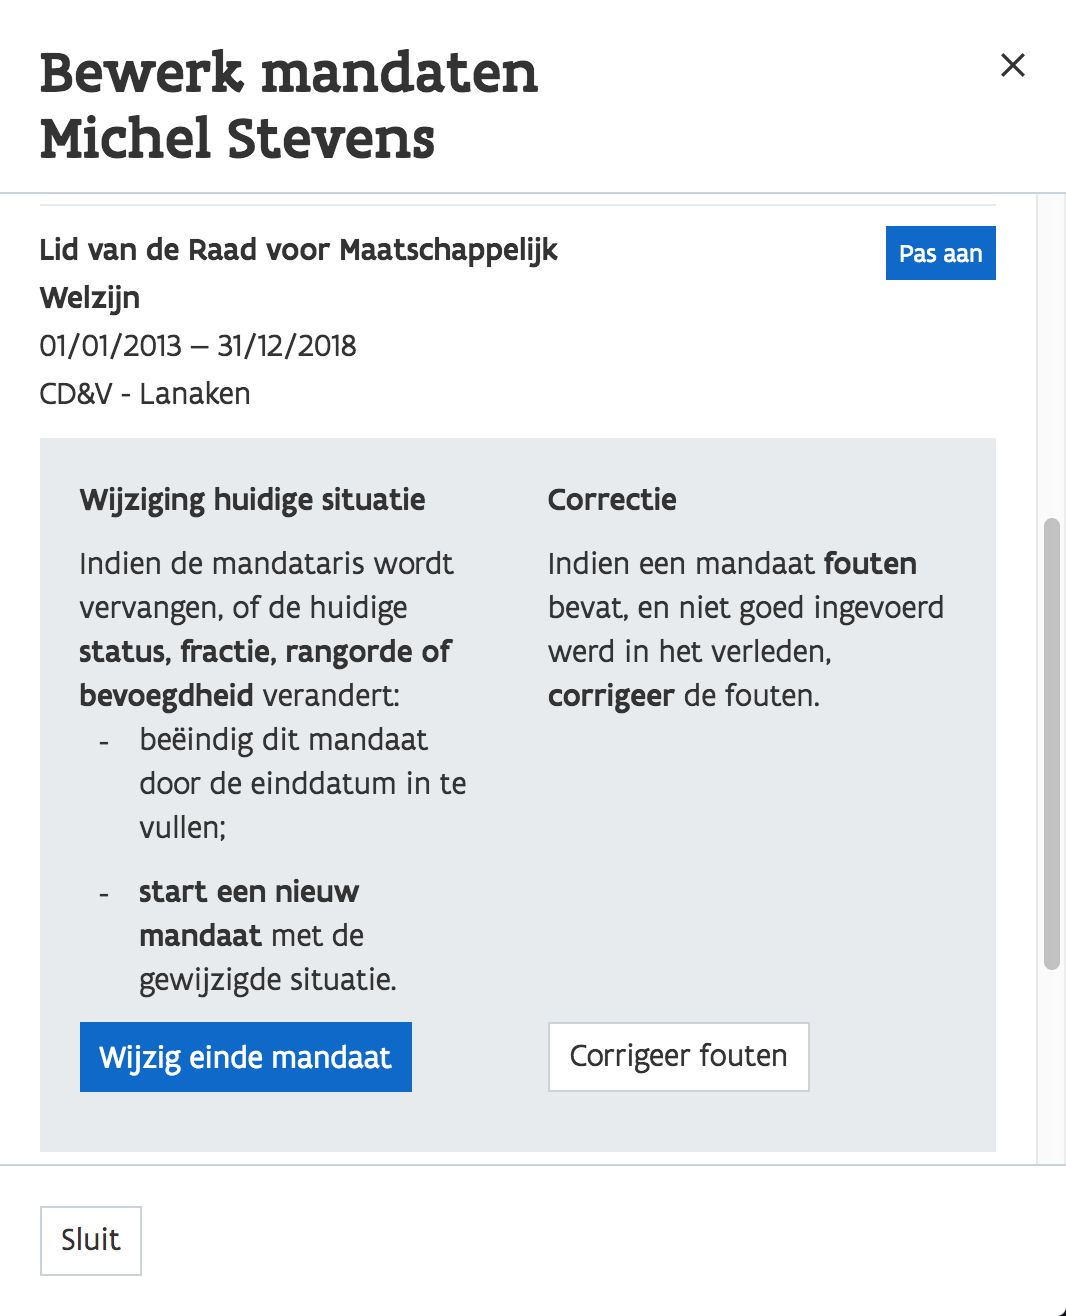 Bewerk mandaten
Michel Stevens
Lid van de Raad voor Maatschappelijk
Welzijn
Pas aan
01/01/2013 – 31/12/2018
CD&V - Lanaken
Wijziging huidige situatie
Indien de mandataris wordt
vervangen, of de huidige
status, fractie, rangorde of
bevoegdheid verandert:
- beëindig dit mandaat
door de einddatum in te
vullen;
- start een nieuw
mandaat met de
gewijzigde situatie.
Wijzig einde mandaat
Correctie
Indien een mandaat fouten
bevat, en niet goed ingevoerd
werd in het verleden,
corrigeer de fouten.
Corrigeer fouten
Sluit